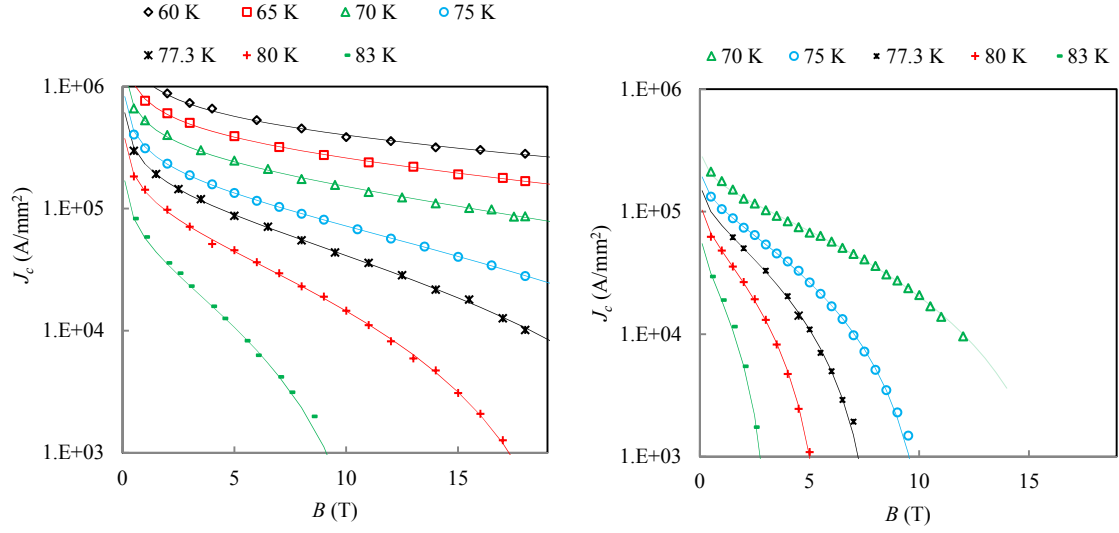 60 K 65 K 70 K 75 K
77.3 K 80 K 83 K
1.E+06
1.E+05
1.E+04
1.E+03
Jc (A/mm²)
0 5 10 15
B (T)
70 K 75 K 77.3 K 80 K 83 K
1.E+06
1.E+05
1.E+04
1.E+03
Jc (A/mm²)
0 5 10 15
B (T)